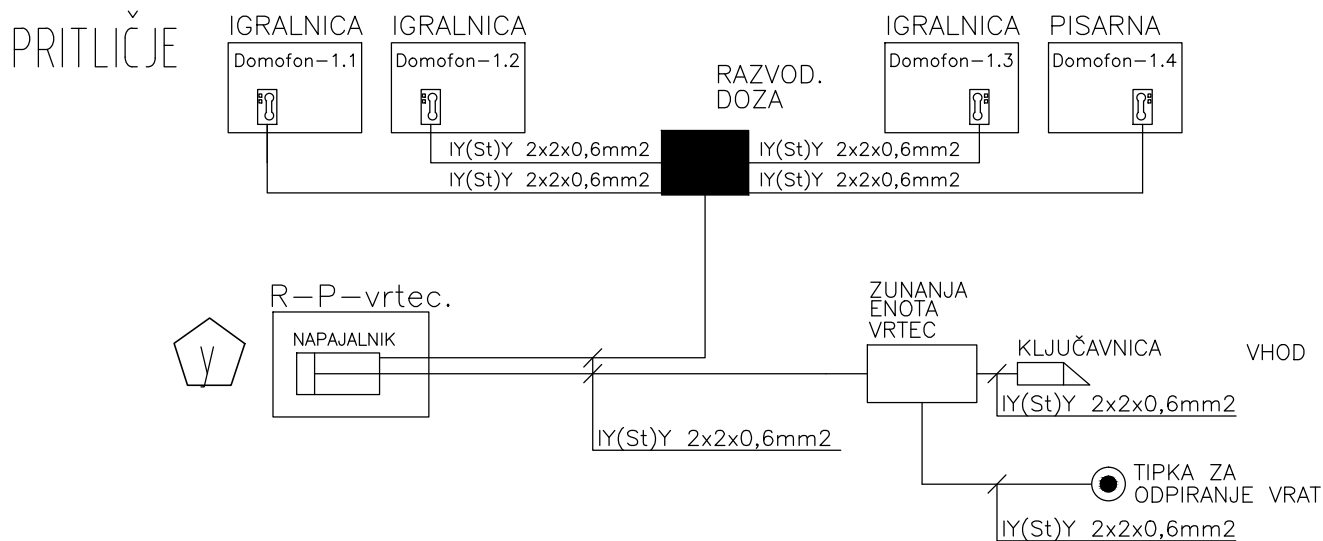 PRITLIČJE
IGRALNICA
IGRALNICA
IGRALNICA
PISARNA
Domofon-1.1
Domofon-1.2
Domofon-1.3
Domofon-1.4
RAZVOD.
DOZA
IY(St)Y 2x2x0,6mm2
IY(St)Y 2x2x0,6mm2
IY(St)Y 2x2x0,6mm2
IY(St)Y 2x2x0,6mm2
R-P-vrtec.
NAPAJALNIK
y
ZUNANJA
ENOTA
VRTEC
KLJUČAVNICA
VHOD
IY(St)Y 2x2x0,6mm2
IY(St)Y 2x2x0,6mm2
TIPKA ZA
ODPIRANJE VRAT
IY(St)Y 2x2x0,6mm2